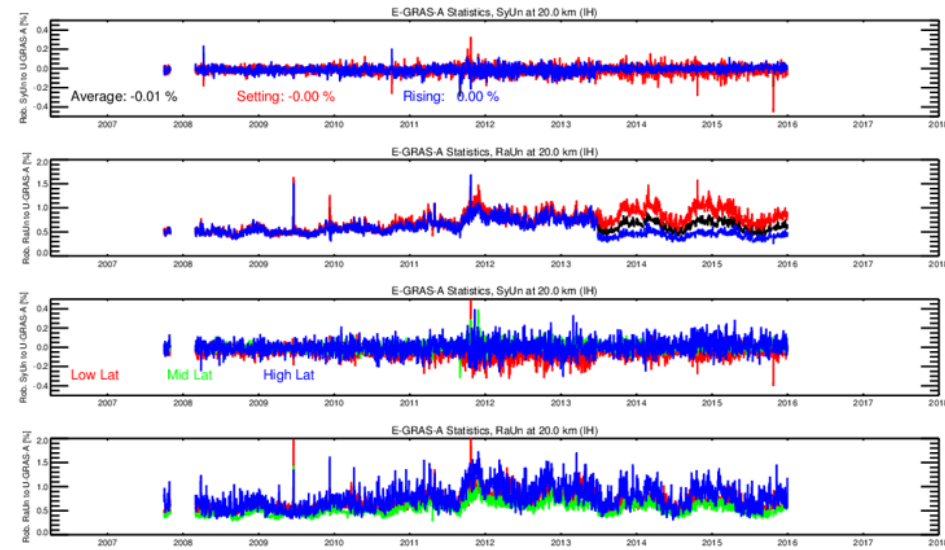 E-GRAS-A Statistics, SyUn at 20.0 km (IH)
Rob. SyUn to U-GRAS-A [%]
0.4
0.2
0.0
-0.2
-0.4
Average: -0.01 % Setting: -0.00 % Rising: 0.00 %
2007 2008 2009 2010 2011 2012 2013 2014 2015 2016 2017 2018
E-GRAS-A Statistics, RaUn at 20.0 km (IH)
Rob. RaUn to U-GRAS-A [%]
2.0
1.5
1.0
0.5
0.0
2007 2008 2009 2010 2011 2012 2013 2014 2015 2016 2017 2018
E-GRAS-A Statistics, SyUn at 20.0 km (IH)
Rob. SyUn to U-GRAS-A [%]
0.4
0.2
0.0
-0.2
-0.4
Low Lat Mid Lat High Lat
2007 2008 2009 2010 2011 2012 2013 2014 2015 2016 2017 2018
E-GRAS-A Statistics, RaUn at 20.0 km (IH)
Rob. RaUn to U-GRAS-A [%]
2.0
1.5
1.0
0.5
0.0
2007 2008 2009 2010 2011 2012 2013 2014 2015 2016 2017 2018